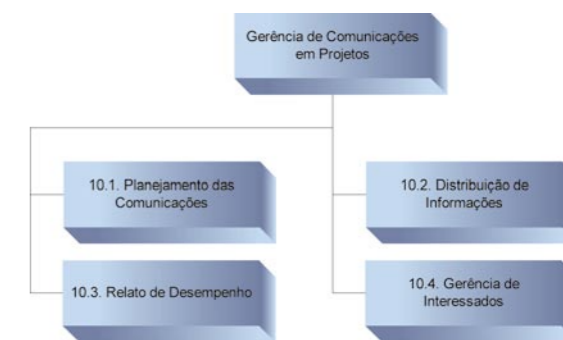 Gerência de Comunicações
em Projetos
10.1. Planejamento das
Comunicações
10.2. Distribuição de
Informações
10.3. Relato de Desempenho
10.4. Gerência de
Interessados